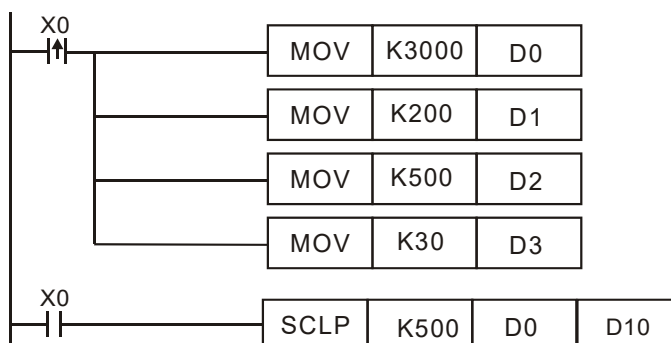 X0
MOV K3000 D0
MOV K200 D1
MOV K500 D2
MOV K30 D3
X0
SCLP K500 D0 D10